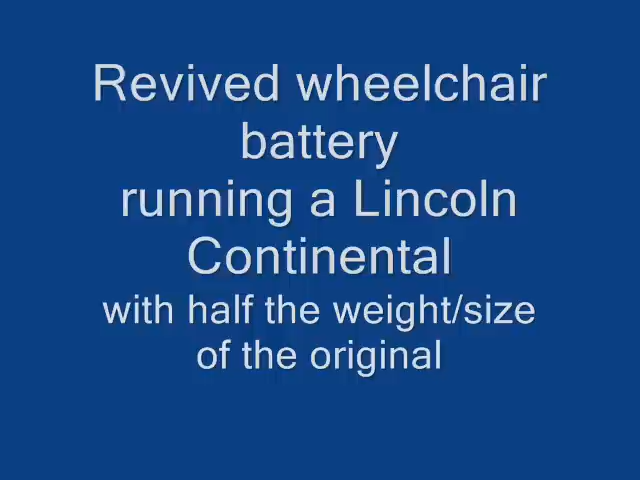 Revived wheelchair
battery
running a Lincoln
Continental
with half the weight/size
of the original